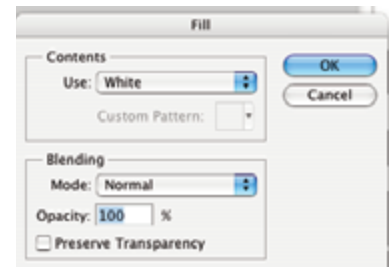 Fill
Contents
Use: White
Custom Pattern:
OK
Cancel
Blending
Mode: Normal
Opacity: 100 %
Preserve Transparency